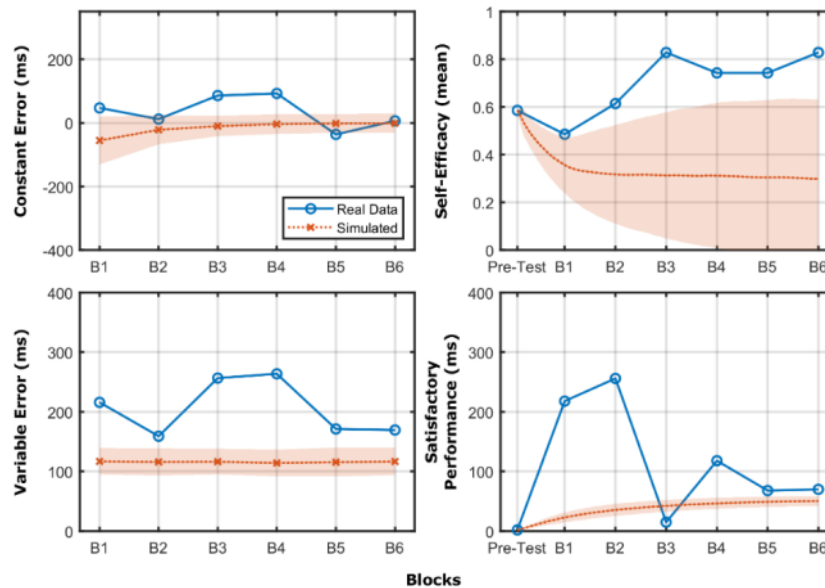 Constant Error (ms)
200
0
-200
-400
Real Data
Simulated
B1 B2 B3 B4 B5 B6
Self-Efficacy (mean)
1
0.8
0.6
0.4
0.2
0
Pre-Test B1 B2 B3 B4 B5 B6
Variable Error (ms)
400
300
200
100
0
B1 B2 B3 B4 B5 B6
Satisfactory
Performance (ms)
400
300
200
100
0
Pre-Test B1 B2 B3 B4 B5 B6
Blocks